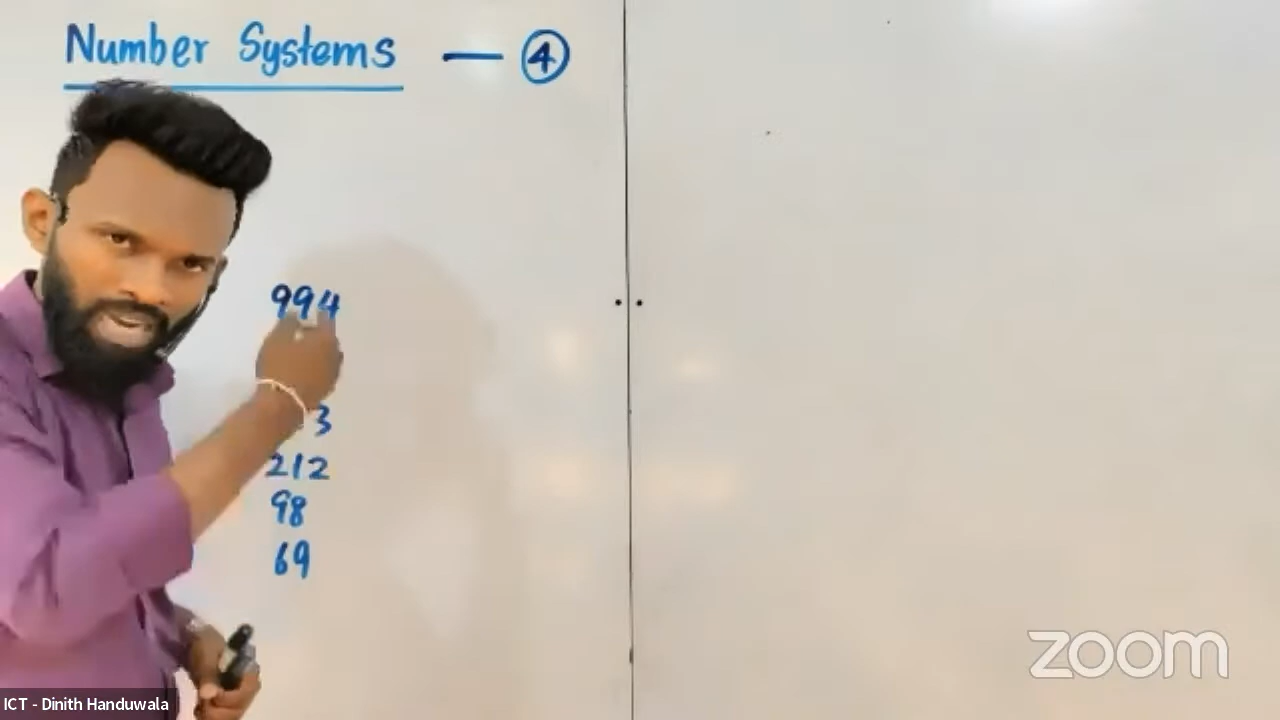 Number Systems — ④
994
3
212
98
69
zoom
ICT - Dinith Handuwala